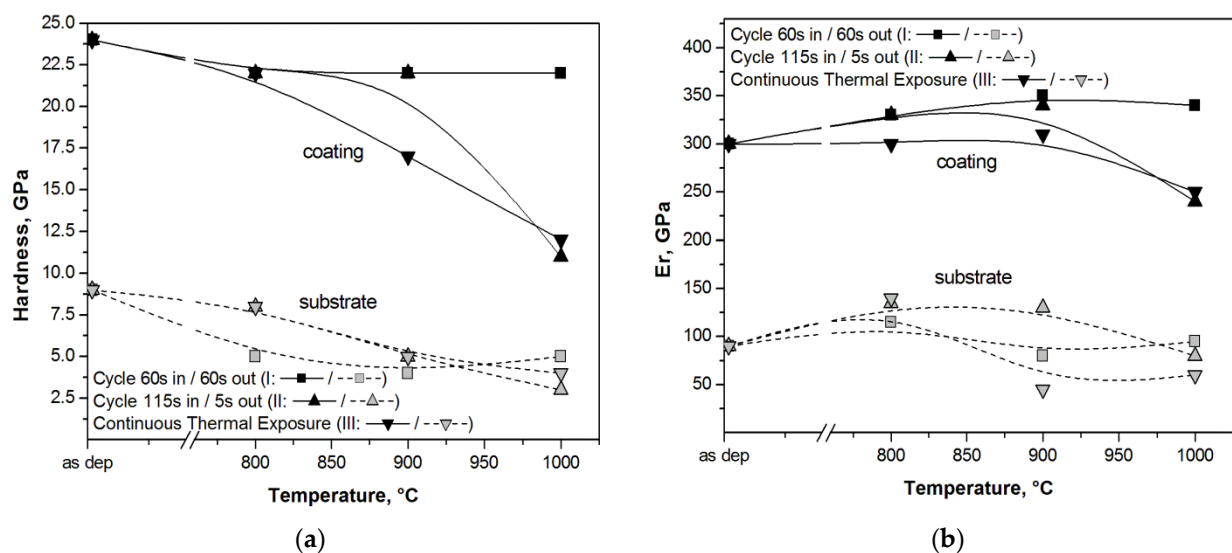 25.0
22.5
20.0
17.5
15.0
12.5
10.0
7.5
5.0
2.5
Hardness, GPa
coating
substrate
Cycle 60s in / 60s out (I: / )
Cycle 115s in / 5s out (II: / )
Continuous Thermal Exposure (III: / )
as dep 800 850 900 950 1000
Temperature, °C
(a)
Cycle 60s in / 60s out (I: / )
Cycle 115s in / 5s out (II: / )
Continuous Thermal Exposure (III: / )
400
350
300
250
200
150
100
50
Er, GPa
coating
substrate
as dep 800 850 900 950 1000
Temperature, °C
(b)